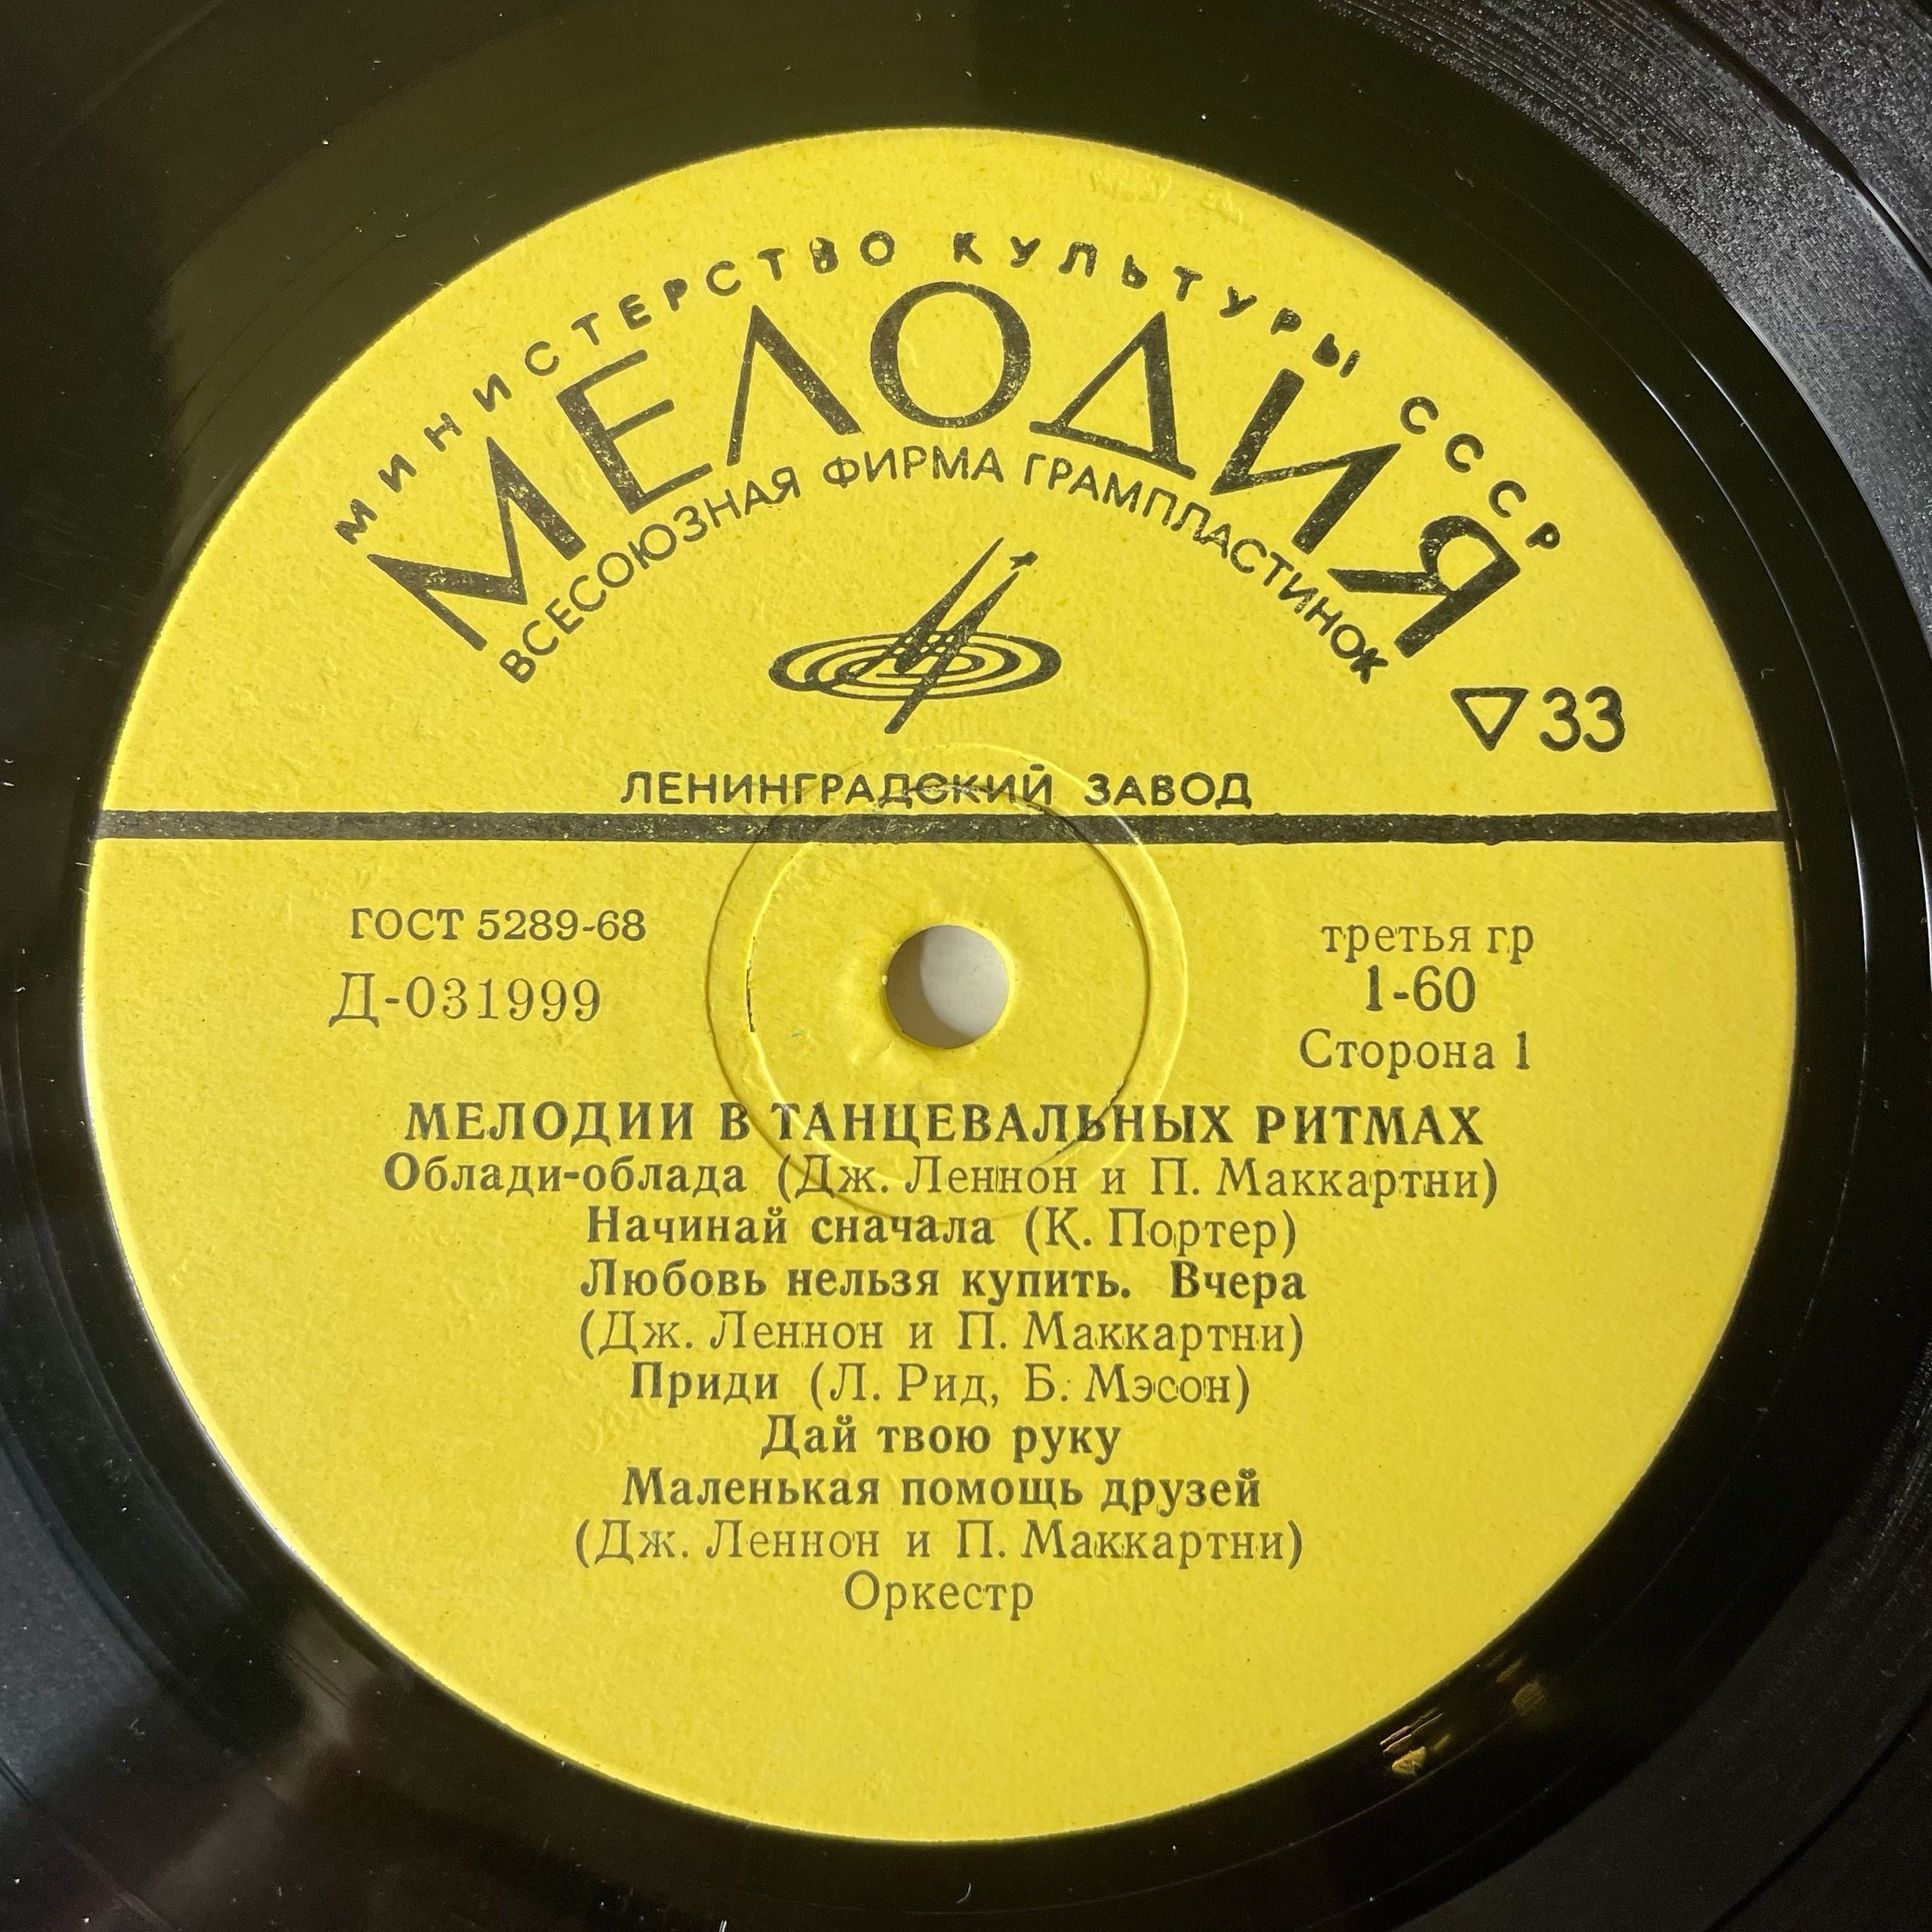 МИНИСТЕРСТВО КУЛЬТУРЫ СССР
МЕЛОДИЯ
ВСЕСОЮЗНАЯ ФИРМА ГРАМПЛАСТИНОК
33
ЛЕНИНГРАДСКИЙ ЗАВОД
ГОСТ 5289-68
Д-031999
третья гр
1-60
Сторона 1
МЕЛОДИИ В ТАНЦЕВАЛЬНЫХ РИТМАХ
Облади-облада (Дж. Леннон и П. Маккартни)
Начинай сначала (К. Портер)
Любовь нельзя купить. Вчера
(Дж. Леннон и П. Маккартни)
Приди (Л. Рид, Б. Мэсон)
Дай твою руку
Маленькая помощь друзей
(Дж. Леннон и П. Маккартни)
Оркестр